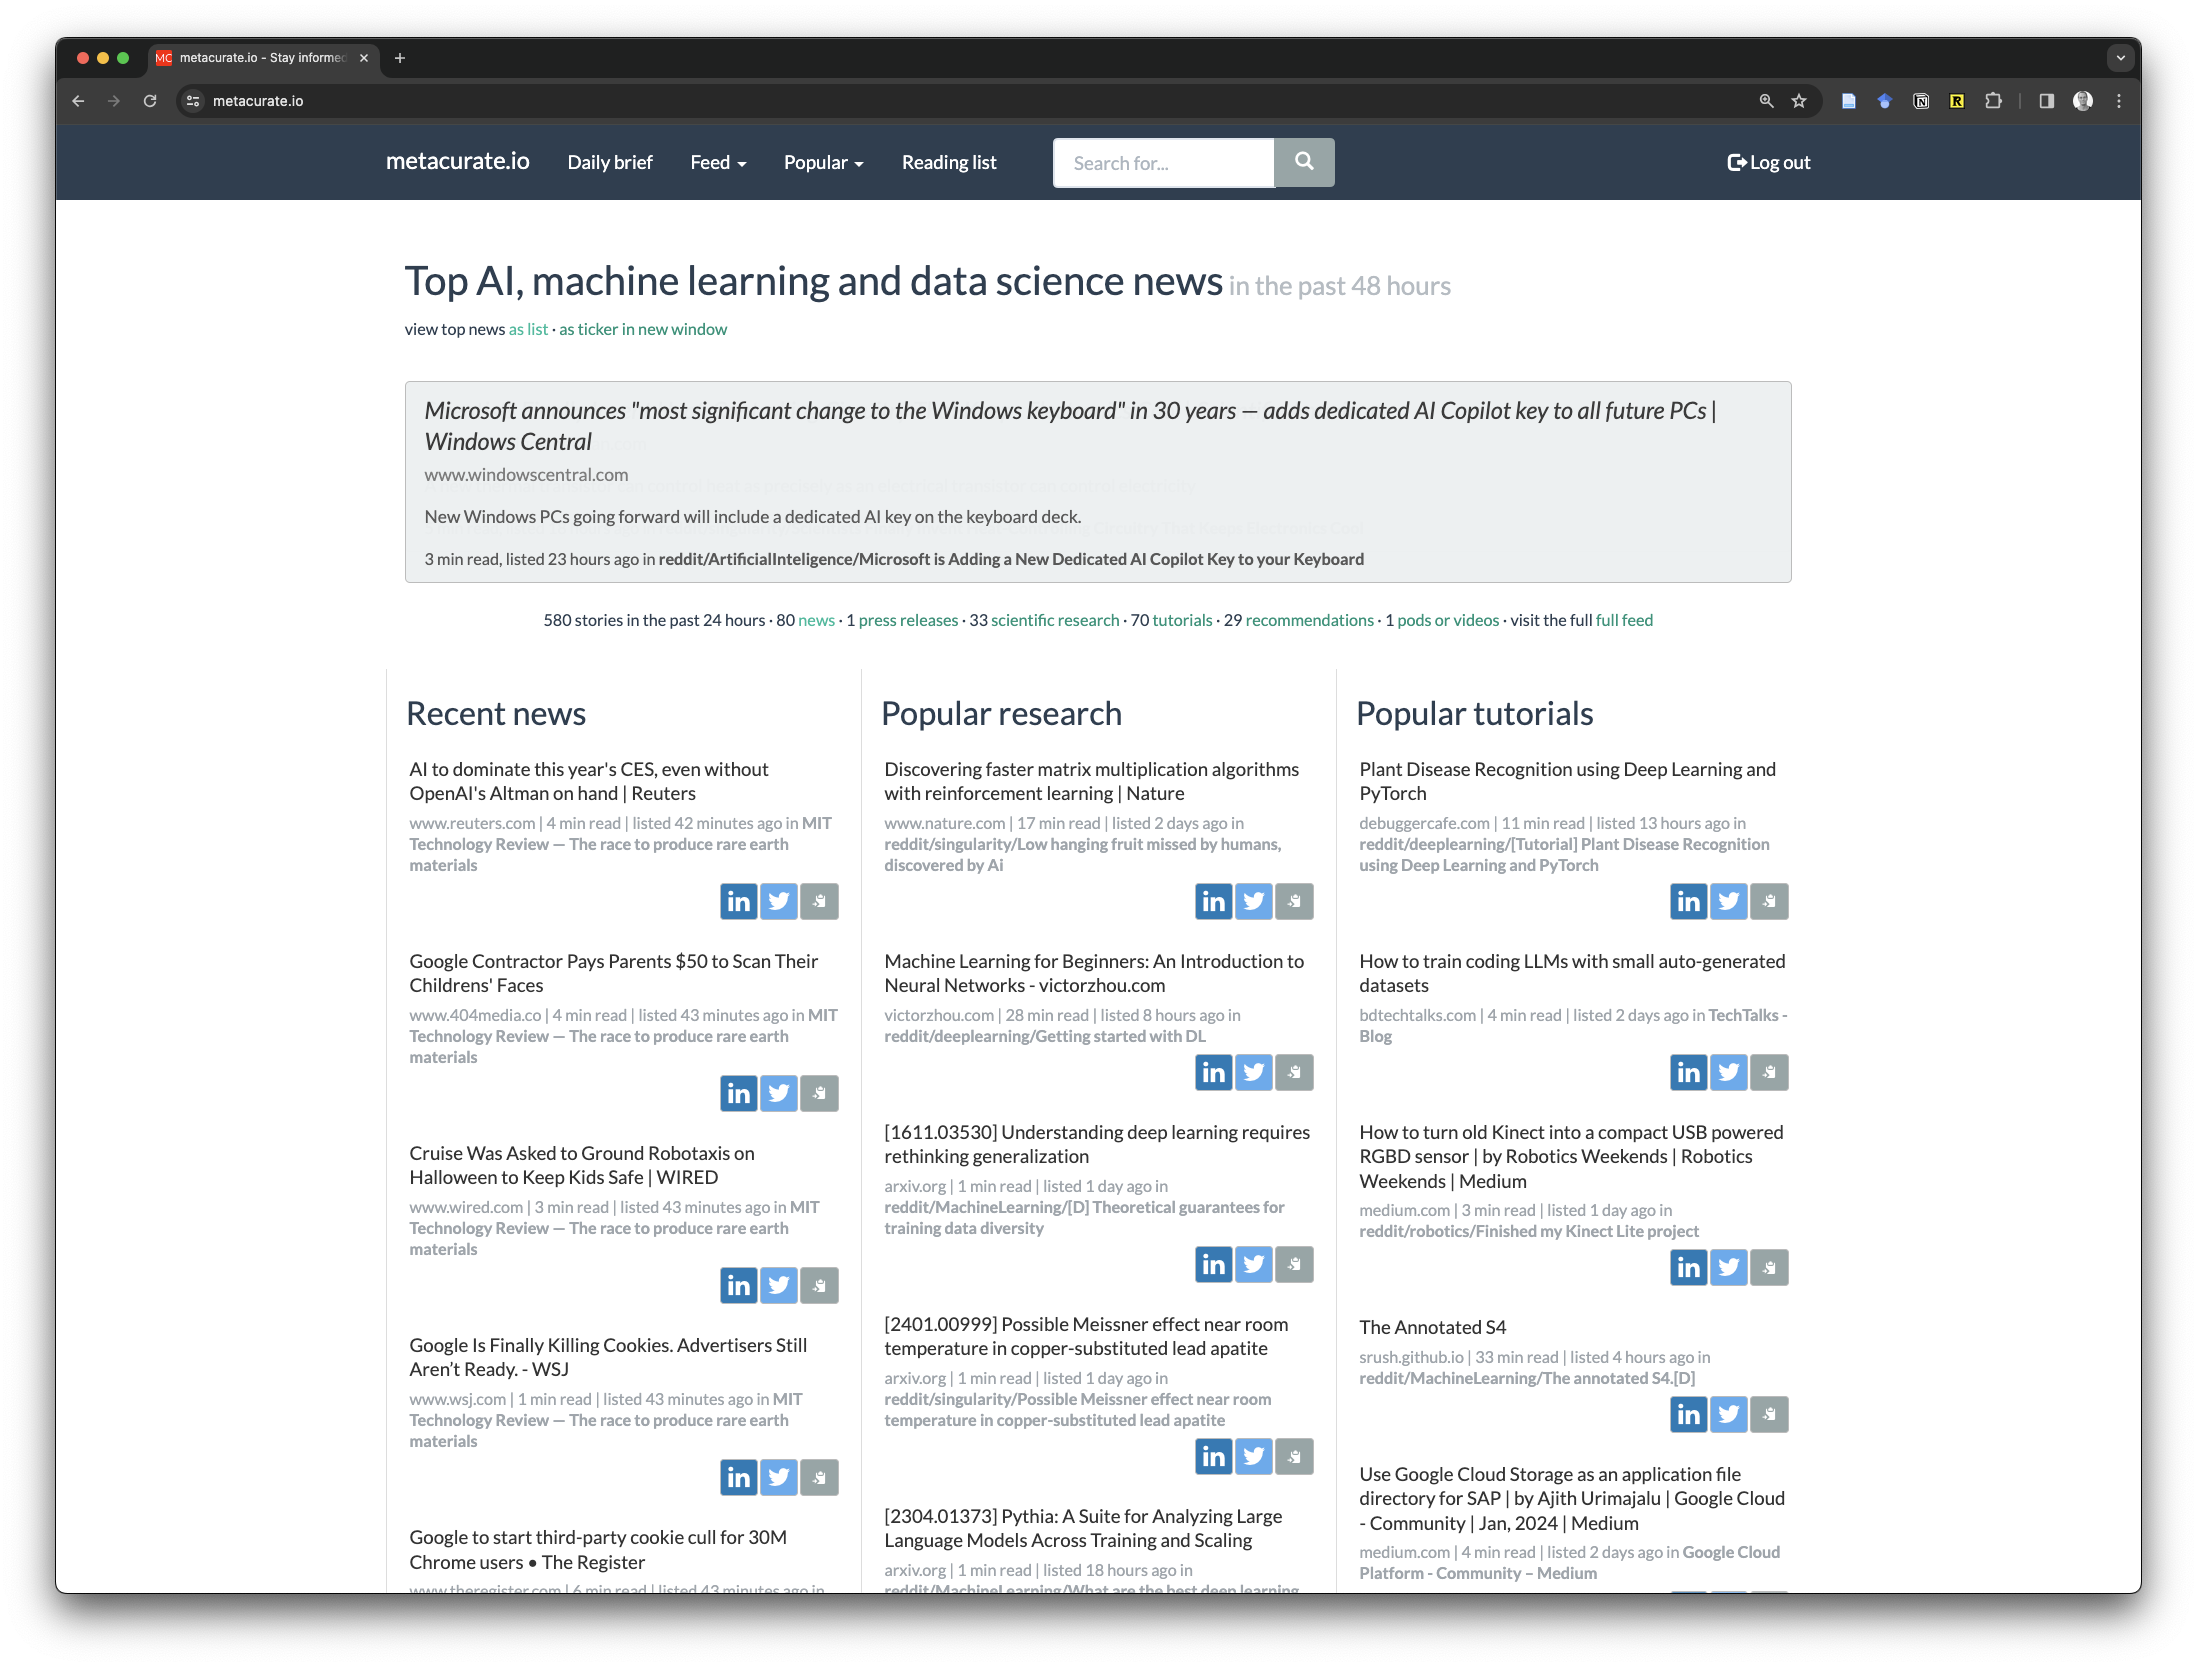 metacurate.io - Stay informed
metacurate.io
metacurate.io
Daily brief
Feed
Popular
Reading list
Search for...
Log out
Top AI, machine learning and data science news in the past 48 hours
view top news as list · as ticker in new window
Microsoft announces "most significant change to the Windows keyboard" in 30 years — adds dedicated AI Copilot key to all future PCs |
Windows Central
www.windowscentral.com
New Windows PCs going forward will include a dedicated AI key on the keyboard deck.
3 min read, listed 23 hours ago in reddit/ArtificialInteligence/Microsoft is Adding a New Dedicated AI Copilot Key to your Keyboard
580 stories in the past 24 hours · 80 news · 1 press releases · 33 scientific research · 70 tutorials · 29 recommendations · 1 pods or videos · visit the full full feed
Recent news
AI to dominate this year's CES, even without
OpenAI's Altman on hand | Reuters
www.reuters.com | 4 min read | listed 42 minutes ago in MIT
Technology Review — The race to produce rare earth
materials
Google Contractor Pays Parents $50 to Scan Their
Childrens' Faces
www.404media.co | 4 min read | listed 43 minutes ago in MIT
Technology Review — The race to produce rare earth
materials
Cruise Was Asked to Ground Robotaxis on
Halloween to Keep Kids Safe | WIRED
www.wired.com | 3 min read | listed 43 minutes ago in MIT
Technology Review — The race to produce rare earth
materials
Google Is Finally Killing Cookies. Advertisers Still
Aren’t Ready. - WSJ
www.wsj.com | 1 min read | listed 43 minutes ago in MIT
Technology Review — The race to produce rare earth
materials
Google to start third-party cookie cull for 30M
Chrome users • The Register
www.theregister.com | 6 min read | listed 43 minutes ago in
Popular research
Discovering faster matrix multiplication algorithms
with reinforcement learning | Nature
www.nature.com | 17 min read | listed 2 days ago in
reddit/singularity/Low hanging fruit missed by humans,
discovered by Ai
Machine Learning for Beginners: An Introduction to
Neural Networks - victorzhou.com
victorzhou.com | 28 min read | listed 8 hours ago in
reddit/deeplearning/Getting started with DL
[1611.03530] Understanding deep learning requires
rethinking generalization
arxiv.org | 1 min read | listed 1 day ago in
reddit/MachineLearning/[D] Theoretical guarantees for
training data diversity
[2401.00999] Possible Meissner effect near room
temperature in copper-substituted lead apatite
arxiv.org | 1 min read | listed 1 day ago in
reddit/singularity/Possible Meissner effect near room
temperature in copper-substituted lead apatite
[2304.01373] Pythia: A Suite for Analyzing Large
Language Models Across Training and Scaling
arxiv.org | 1 min read | listed 18 hours ago in
reddit/MachineLearning/What are the best deep learning
Popular tutorials
Plant Disease Recognition using Deep Learning and
PyTorch
debuggercafe.com | 11 min read | listed 13 hours ago in
reddit/deeplearning/[Tutorial] Plant Disease Recognition
using Deep Learning and PyTorch
How to train coding LLMs with small auto-generated
datasets
bdtechtalks.com | 4 min read | listed 2 days ago in TechTalks -
Blog
How to turn old Kinect into a compact USB powered
RGBD sensor | by Robotics Weekends | Robotics
Weekends | Medium
medium.com | 3 min read | listed 1 day ago in
reddit/robotics/Finished my Kinect Lite project
The Annotated S4
srush.github.io | 33 min read | listed 4 hours ago in
reddit/MachineLearning/The annotated S4.[D]
Use Google Cloud Storage as an application file
directory for SAP | by Ajith Urimajalu | Google Cloud
- Community | Jan, 2024 | Medium
medium.com | 4 min read | listed 2 days ago in Google Cloud
Platform - Community – Medium